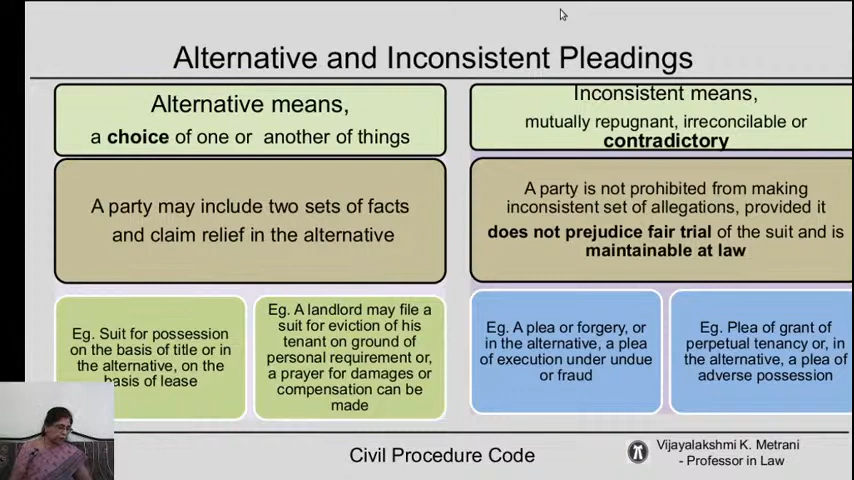 Alternative and Inconsistent Pleadings
Alternative means,
a choice of one or another of things
A party may include two sets of facts
and claim relief in the alternative
Eg. Suit for possession
on the basis of title or in
the alternative, on the
basis of lease
Eg. A landlord may file a
suit for eviction of his
tenant on ground of
personal requirement or,
a prayer for damages or
compensation can be
made
Inconsistent means,
mutually repugnant, irreconcilable or
contradictory
A party is not prohibited from making
inconsistent set of allegations, provided it
does not prejudice fair trial of the suit and is
maintainable at law
Eg. A plea or forgery, or
in the alternative, a plea
of execution under undue
or fraud
Eg. Plea of grant of
perpetual tenancy or, in
the alternative, a plea of
adverse possession
Civil Procedure Code
Vijayalakshmi K. Metrani
- Professor in Law